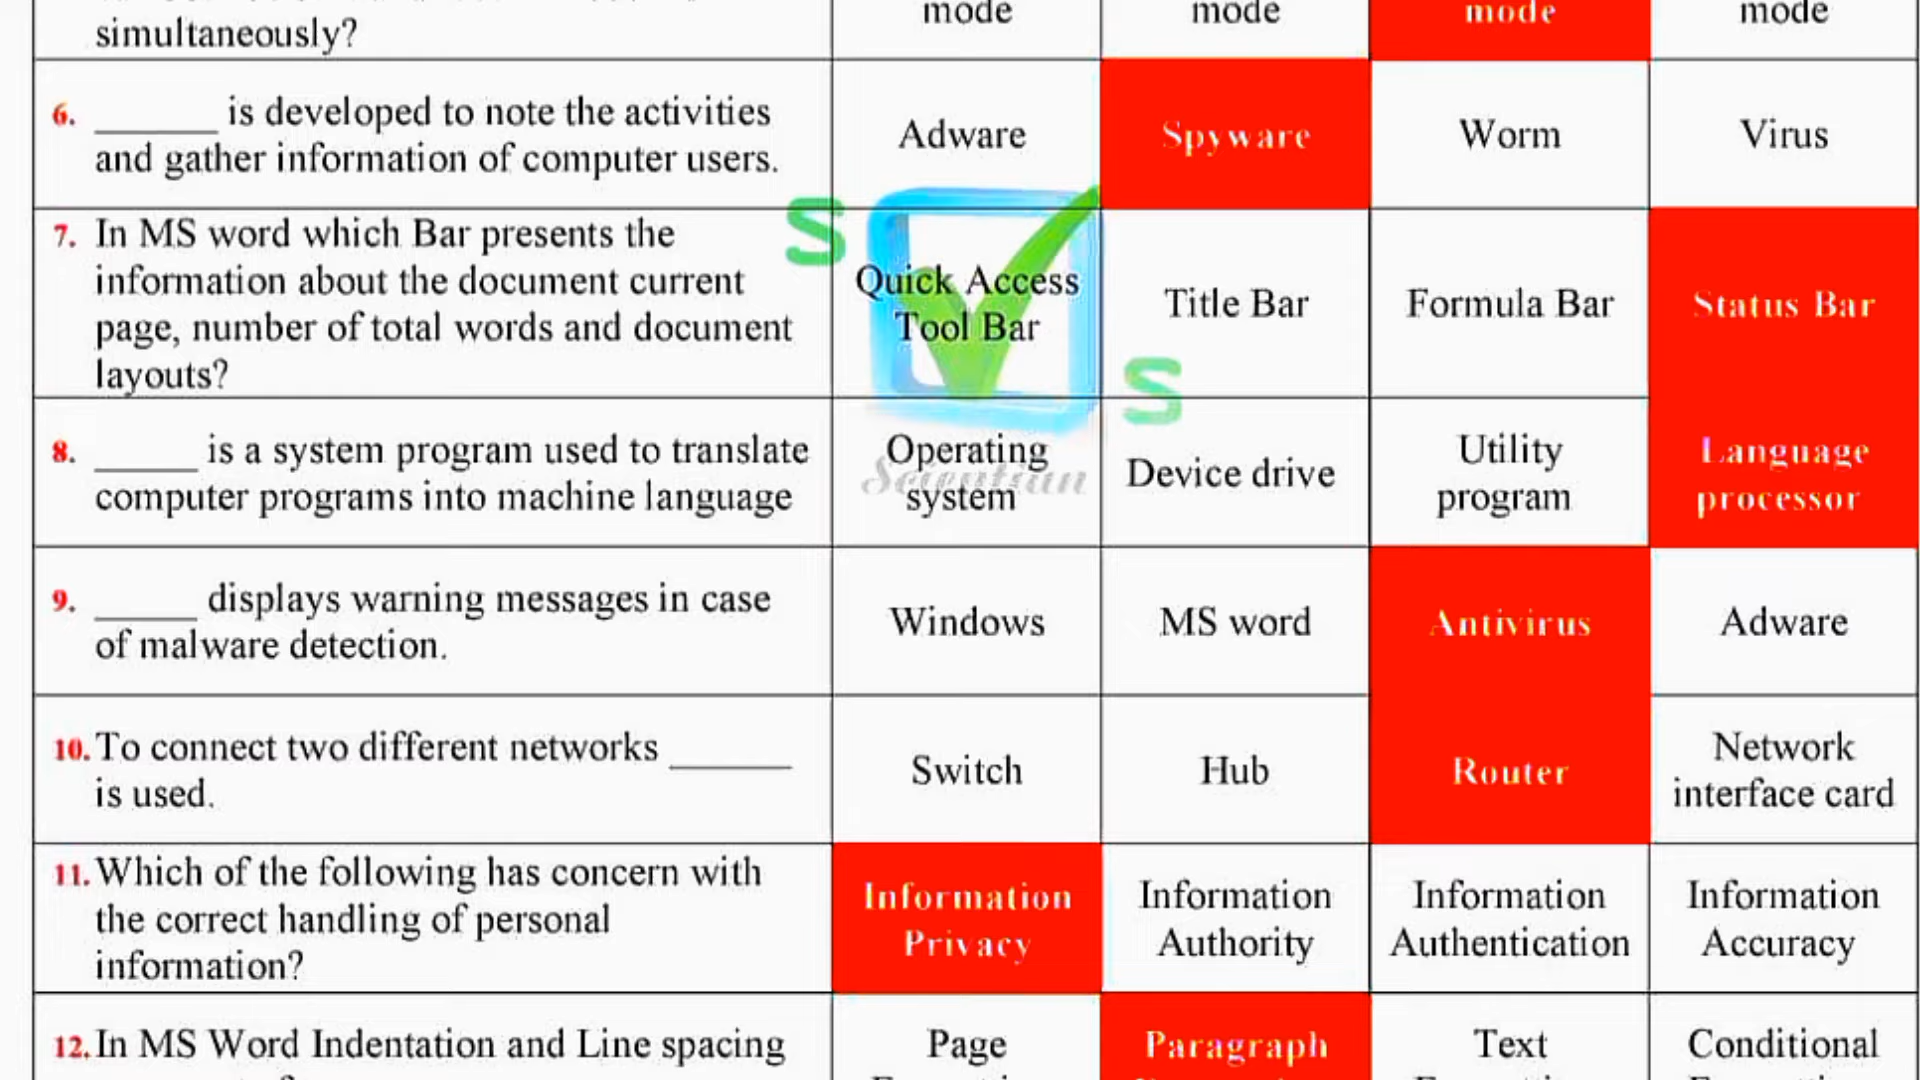 simultaneously?
mode
mode
mode
mode
6. ______ is developed to note the activities
and gather information of computer users.
Adware
Spyware
Worm
Virus
7. In MS word which Bar presents the
information about the document current
page, number of total words and document
layouts?
Quick Access
Tool Bar
Title Bar
Formula Bar
Status Bar
S
S
Scientian
8. _____ is a system program used to translate
computer programs into machine language
Operating
system
Device drive
Utility
program
Language
processor
9. _____ displays warning messages in case
of malware detection.
Windows
MS word
Antivirus
Adware
10. To connect two different networks ______
is used.
Switch
Hub
Router
Network
interface card
11. Which of the following has concern with
the correct handling of personal
information?
Information
Privacy
Information
Authority
Information
Authentication
Information
Accuracy
12. In MS Word Indentation and Line spacing
Page
Paragraph
Text
Conditional